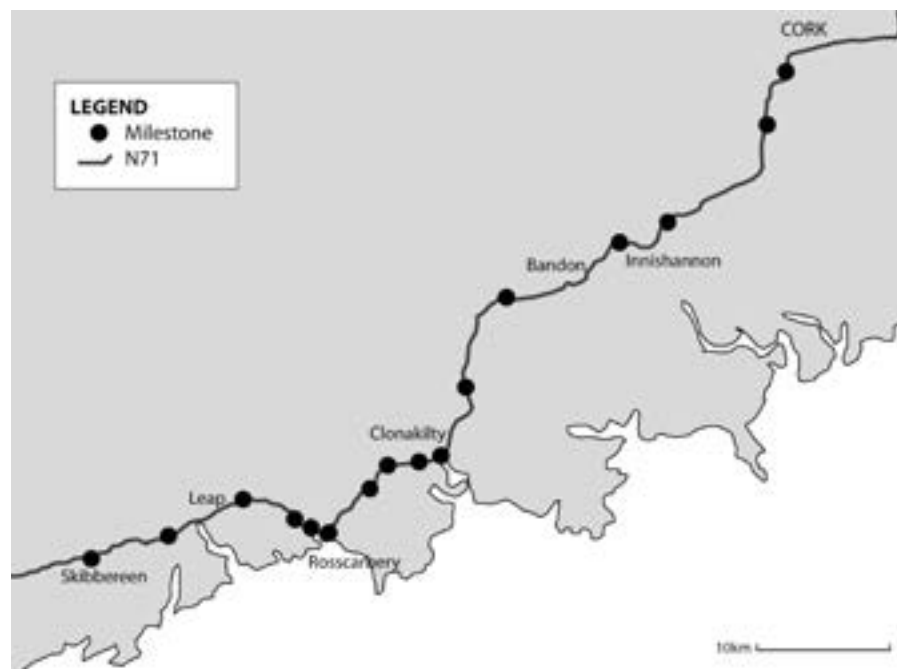 CORK
LEGEND
Milestone
N71
Bandon
Innishannon
Clonakilty
Leap
Rosscarbery
Skibbereen
10km